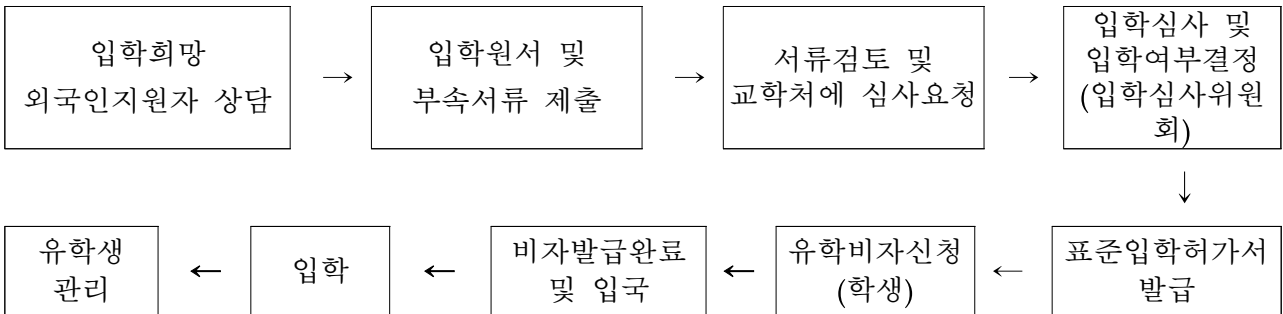 입학희망
외국인지원자 상담
→
입학원서 및
부속서류 제출
→
서류검토 및
교학처에 심사요청
→
입학심사 및
입학여부결정
(입학심사위원
회)
↓
표준입학허가서
발급
←
유학비자신청
(학생)
←
비자발급완료
및 입국
←
입학
←
유학생
관리